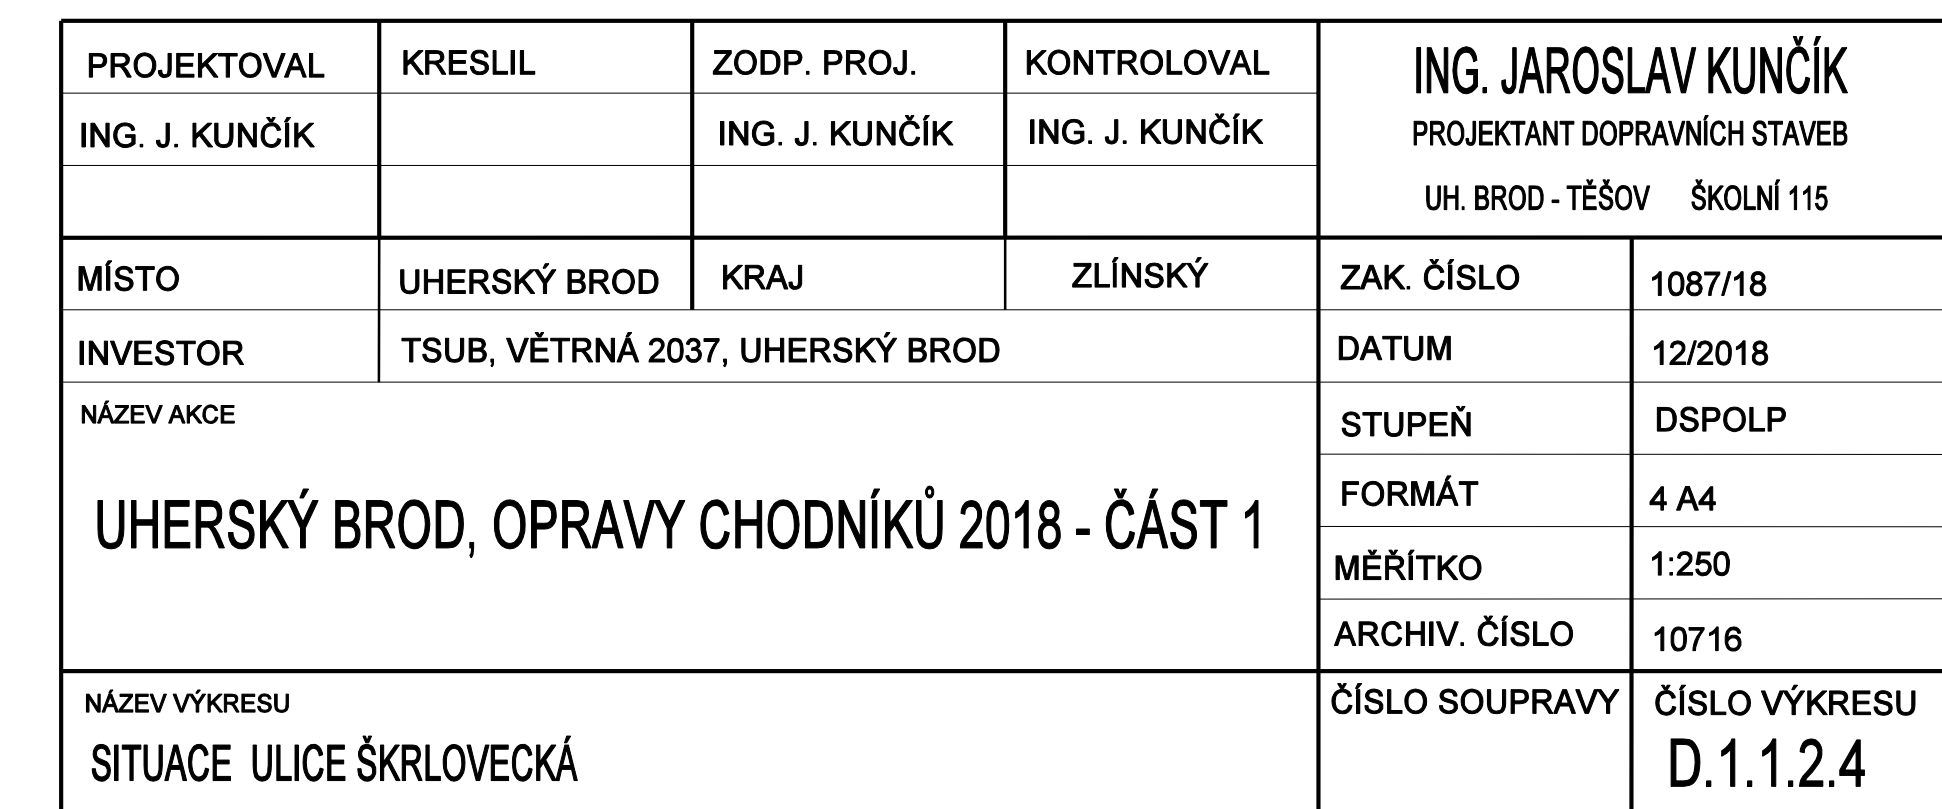 PROJEKTOVAL KRESLIL ZODP. PROJ. KONTROLOVAL
ING. J. KUNČÍK ING. J. KUNČÍK ING. J. KUNČÍK
ING. JAROSLAV KUNČÍK
PROJEKTANT DOPRAVNÍCH STAVEB
UH. BROD - TĚŠOV ŠKOLNÍ 115
MÍSTO UHERSKÝ BROD KRAJ ZLÍNSKÝ
INVESTOR TSUB, VĚTRNÁ 2037, UHERSKÝ BROD
NÁZEV AKCE
UHERSKÝ BROD, OPRAVY CHODNÍKŮ 2018 - ČÁST 1
ZAK. ČÍSLO 1087/18
DATUM 12/2018
STUPEŇ DSPOLP
FORMÁT 4 A4
MĚŘÍTKO 1:250
ARCHIV. ČÍSLO 10716
NÁZEV VÝKRESU
SITUACE ULICE ŠKRLOVECKÁ
ČÍSLO SOUPRAVY ČÍSLO VÝKRESU
D.1.1.2.4